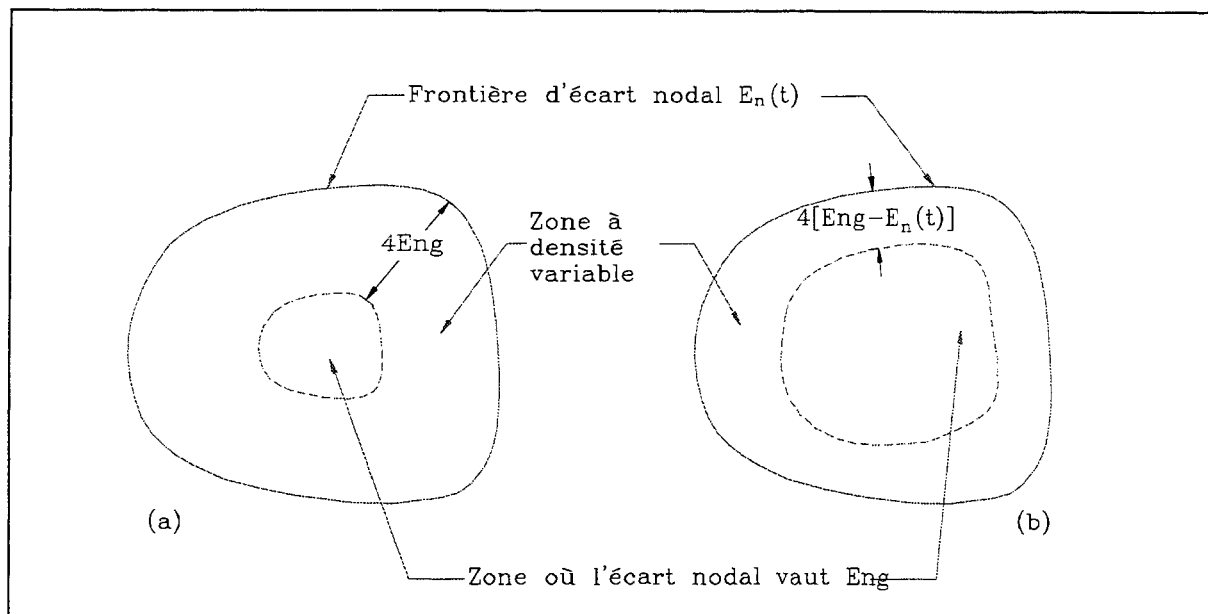 Frontière d'écart nodal Eₙ(t)
4[Eng-Eₙ(t)]
Zone à
densité
variable
4Eng
(a)
(b)
Zone où l'écart nodal vaut Eng